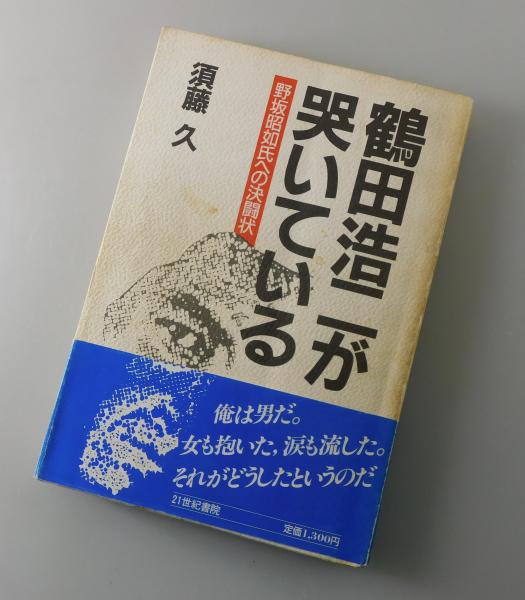 鶴田浩二が
哭いている
野坂昭如氏への決闘状
須藤 久
俺は男だ。
女も抱いた,涙も流した。
それがどうしたというのだ
21世紀書院
定価1,300円